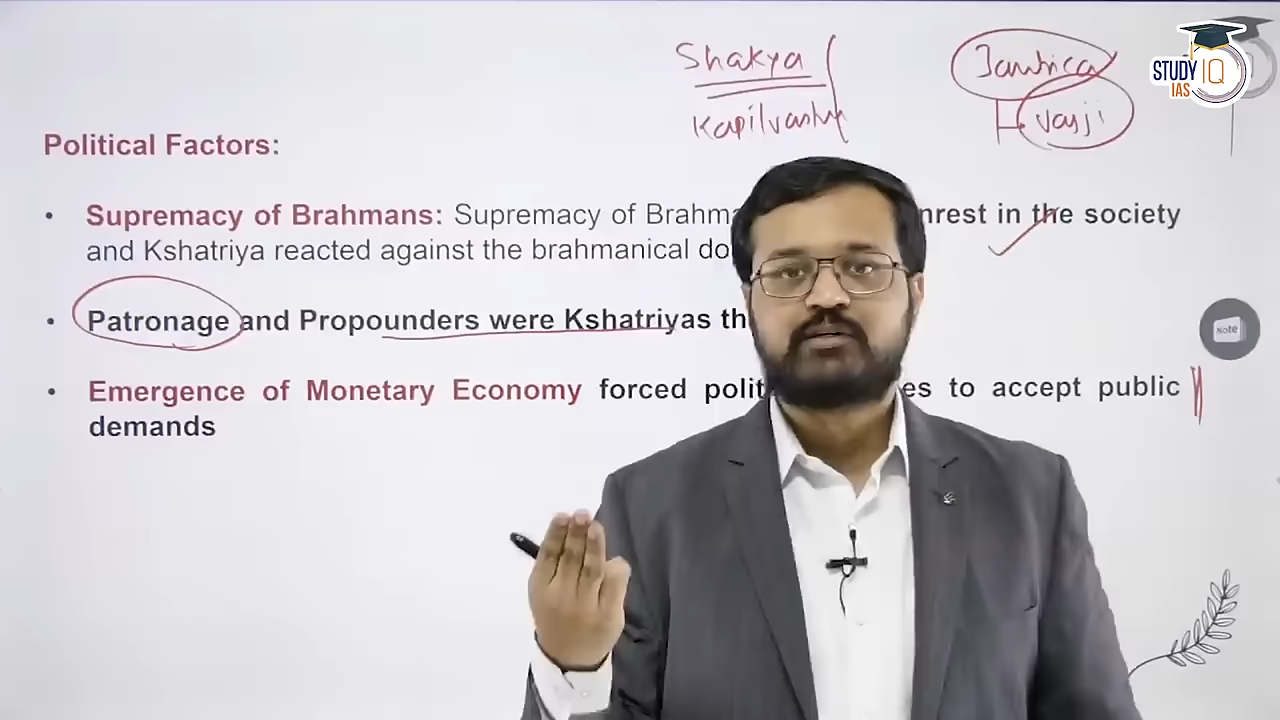 Shakya
Kapilvastu
Jantrica
vajji
STUDY IQ
IAS
Political Factors:
• Supremacy of Brahmans: Supremacy of Brahma nrest in the society
and Kshatriya reacted against the brahmanical do
• Patronage and Propounders were Kshatriyas th
Note
• Emergence of Monetary Economy forced polit es to accept public
demands